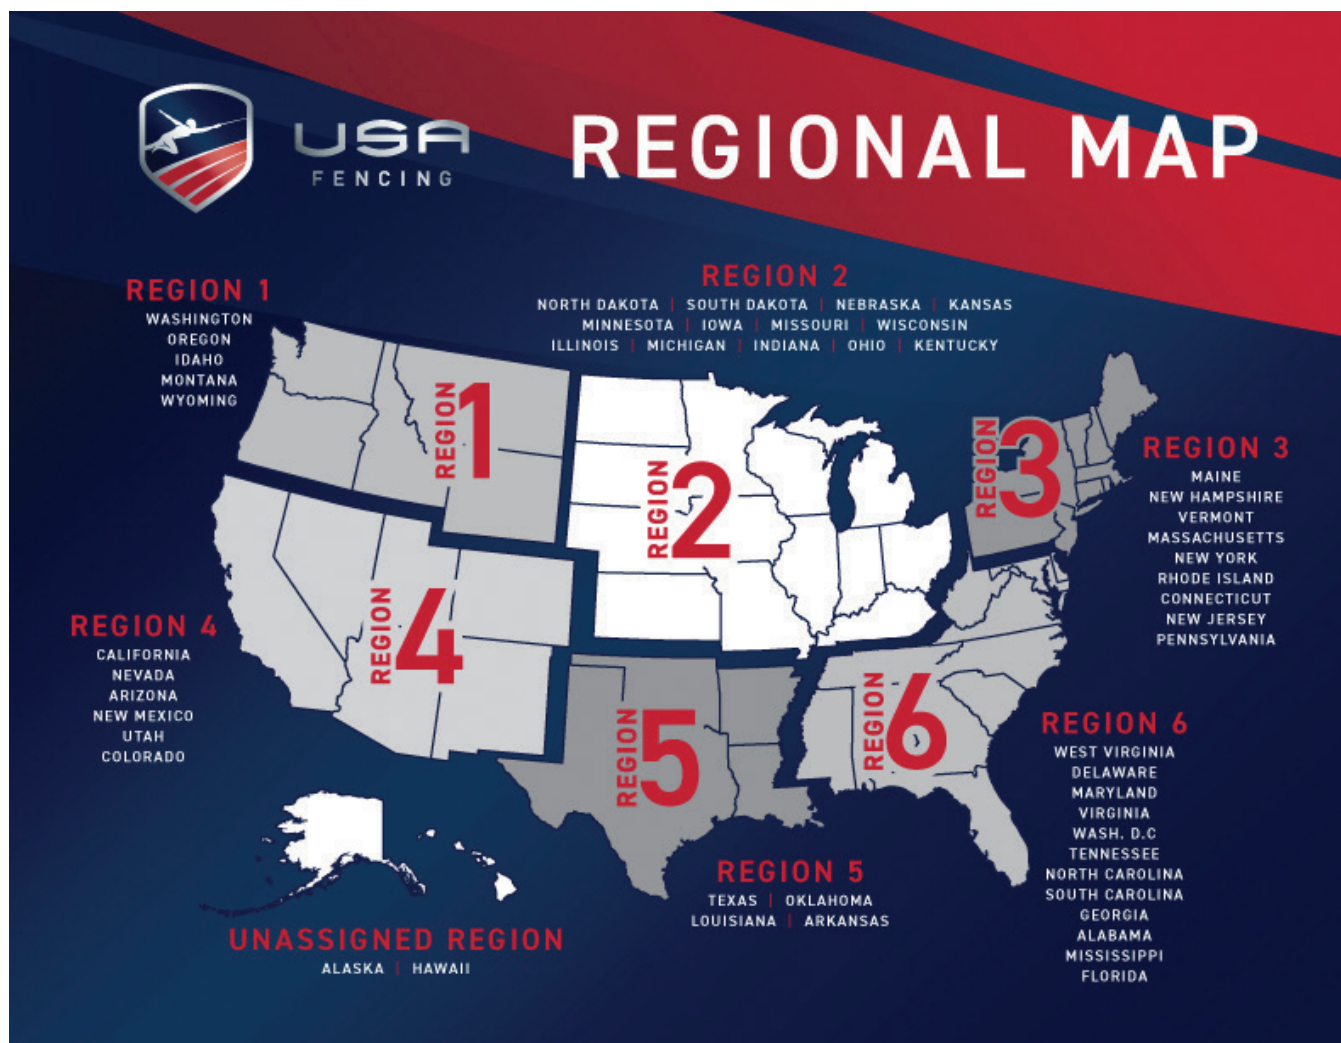 USA
FENCING
REGIONAL MAP
REGION 1
WASHINGTON
OREGON
IDAHO
MONTANA
WYOMING
REGION 2
NORTH DAKOTA | SOUTH DAKOTA | NEBRASKA | KANSAS
MINNESOTA | IOWA | MISSOURI | WISCONSIN
ILLINOIS | MICHIGAN | INDIANA | OHIO | KENTUCKY
REGION 1
REGION 2
REGION 3
REGION 3
MAINE
NEW HAMPSHIRE
VERMONT
MASSACHUSETTS
NEW YORK
RHODE ISLAND
CONNECTICUT
NEW JERSEY
PENNSYLVANIA
REGION 4
CALIFORNIA
NEVADA
ARIZONA
NEW MEXICO
UTAH
COLORADO
REGION 4
REGION 5
REGION 6
REGION 6
WEST VIRGINIA
DELAWARE
MARYLAND
VIRGINIA
WASH. D.C
TENNESSEE
NORTH CAROLINA
SOUTH CAROLINA
GEORGIA
ALABAMA
MISSISSIPPI
FLORIDA
REGION 5
TEXAS | OKLAHOMA
LOUISIANA | ARKANSAS
UNASSIGNED REGION
ALASKA | HAWAII